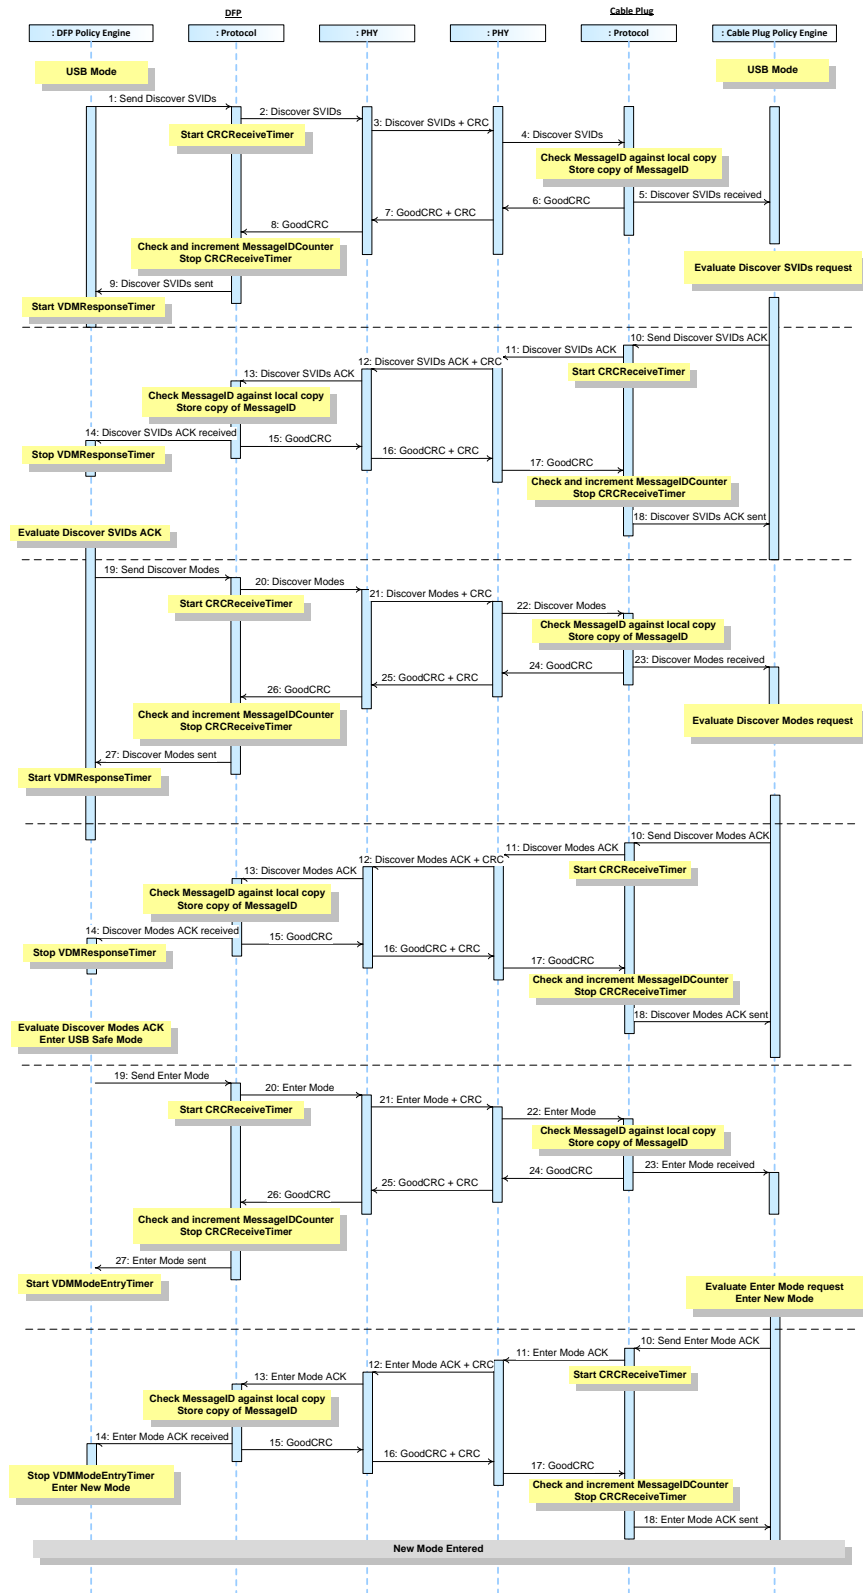 DFP
Cable Plug
: DFP Policy Engine
: Protocol
: PHY
: PHY
: Protocol
: Cable Plug Policy Engine
USB Mode
USB Mode
1: Send Discover SVIDs
2: Discover SVIDs
Start CRCReceiveTimer
3: Discover SVIDs + CRC
4: Discover SVIDs
Check MessageID against local copy
Store copy of MessageID
5: Discover SVIDs received
6: GoodCRC
7: GoodCRC + CRC
8: GoodCRC
Check and increment MessageIDCounter
Stop CRCReceiveTimer
Evaluate Discover SVIDs request
9: Discover SVIDs sent
Start VDMResponseTimer
10: Send Discover SVIDs ACK
11: Discover SVIDs ACK
Start CRCReceiveTimer
12: Discover SVIDs ACK + CRC
13: Discover SVIDs ACK
Check MessageID against local copy
Store copy of MessageID
14: Discover SVIDs ACK received
Stop VDMResponseTimer
15: GoodCRC
16: GoodCRC + CRC
17: GoodCRC
Check and increment MessageIDCounter
Stop CRCReceiveTimer
18: Discover SVIDs ACK sent
Evaluate Discover SVIDs ACK
19: Send Discover Modes
20: Discover Modes
Start CRCReceiveTimer
21: Discover Modes + CRC
22: Discover Modes
Check MessageID against local copy
Store copy of MessageID
23: Discover Modes received
24: GoodCRC
25: GoodCRC + CRC
26: GoodCRC
Check and increment MessageIDCounter
Stop CRCReceiveTimer
Evaluate Discover Modes request
27: Discover Modes sent
Start VDMResponseTimer
10: Send Discover Modes ACK
11: Discover Modes ACK
Start CRCReceiveTimer
12: Discover Modes ACK + CRC
13: Discover Modes ACK
Check MessageID against local copy
Store copy of MessageID
14: Discover Modes ACK received
Stop VDMResponseTimer
15: GoodCRC
16: GoodCRC + CRC
17: GoodCRC
Check and increment MessageIDCounter
Stop CRCReceiveTimer
18: Discover Modes ACK sent
Evaluate Discover Modes ACK
Enter USB Safe Mode
19: Send Enter Mode
20: Enter Mode
Start CRCReceiveTimer
21: Enter Mode + CRC
22: Enter Mode
Check MessageID against local copy
Store copy of MessageID
23: Enter Mode received
24: GoodCRC
25: GoodCRC + CRC
26: GoodCRC
Check and increment MessageIDCounter
Stop CRCReceiveTimer
27: Enter Mode sent
Start VDMModeEntryTimer
Evaluate Enter Mode request
Enter New Mode
10: Send Enter Mode ACK
11: Enter Mode ACK
Start CRCReceiveTimer
12: Enter Mode ACK + CRC
13: Enter Mode ACK
Check MessageID against local copy
Store copy of MessageID
14: Enter Mode ACK received
15: GoodCRC
16: GoodCRC + CRC
17: GoodCRC
Stop VDMModeEntryTimer
Enter New Mode
Check and increment MessageIDCounter
Stop CRCReceiveTimer
18: Enter Mode ACK sent
New Mode Entered